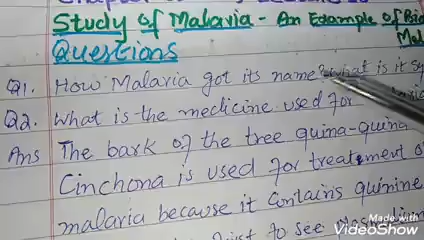 Study of Malaria - An Example of
Questions
Q1. How Malaria got its name? what is it
Q2. What is the medicine used for
Ans The bark of the tree quina-quina
Cinchona is used for treatment
malaria because it contains quinine
to see
Made with
VideoShow